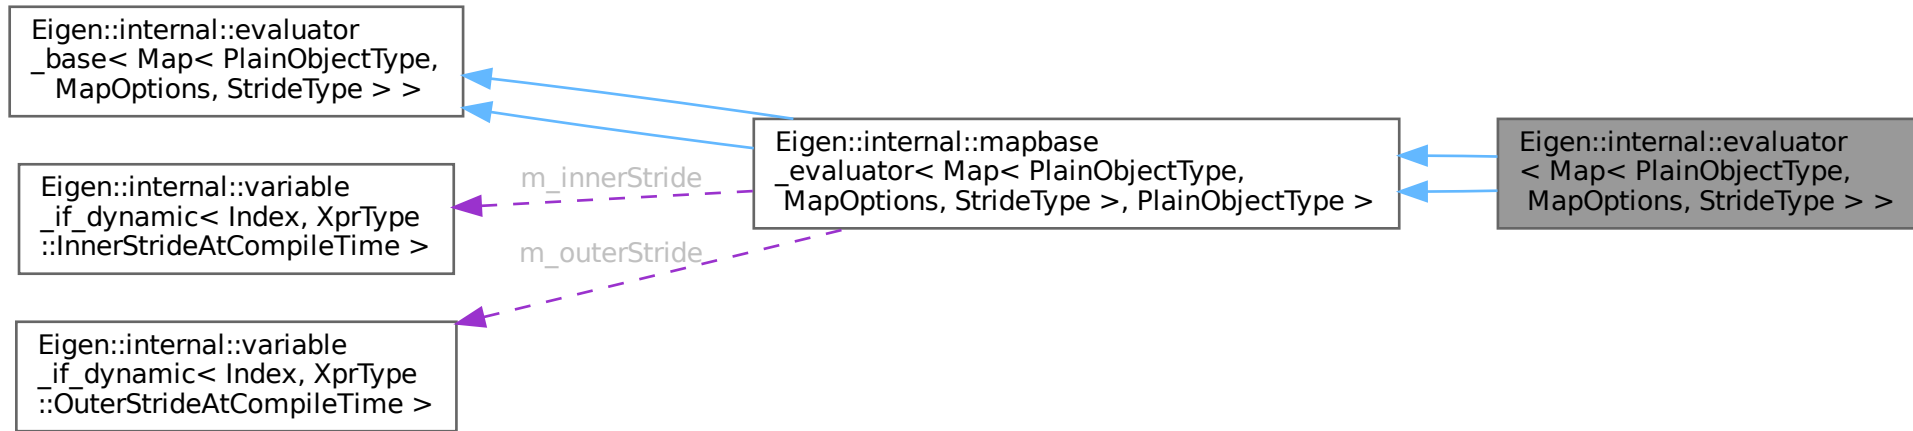 Eigen::internal::evaluator
_base< Map< PlainObjectType,
MapOptions, StrideType > >
Eigen::internal::variable
_if_dynamic< Index, XprType
::InnerStrideAtCompileTime >
Eigen::internal::variable
_if_dynamic< Index, XprType
::OuterStrideAtCompileTime >
m_innerStride
m_outerStride
Eigen::internal::mapbase
_evaluator< Map< PlainObjectType,
MapOptions, StrideType >, PlainObjectType >
Eigen::internal::evaluator
< Map< PlainObjectType,
MapOptions, StrideType > >